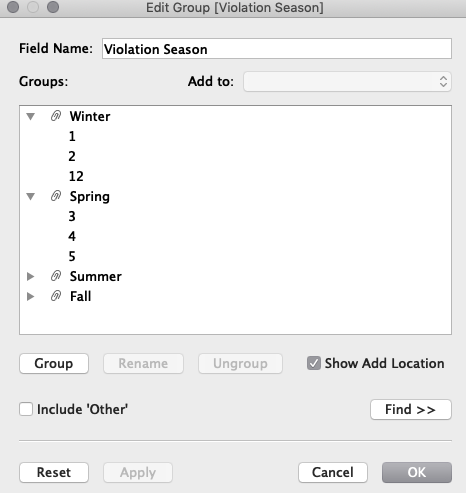 Edit Group [Violation Season]
Field Name: Violation Season
Groups: Add to:
Winter
1
2
12
Spring
3
4
5
Summer
Fall
Group Rename Ungroup Show Add Location
Include 'Other' Find >>
Reset Apply Cancel OK